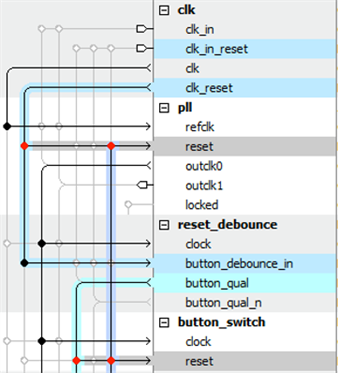 clk
clk_in
clk_in_reset
clk
clk_reset
pll
refclk
reset
outclk0
outclk1
locked
reset_debounce
clock
button_debounce_in
button_qual
button_qual_n
button_switch
clock
reset